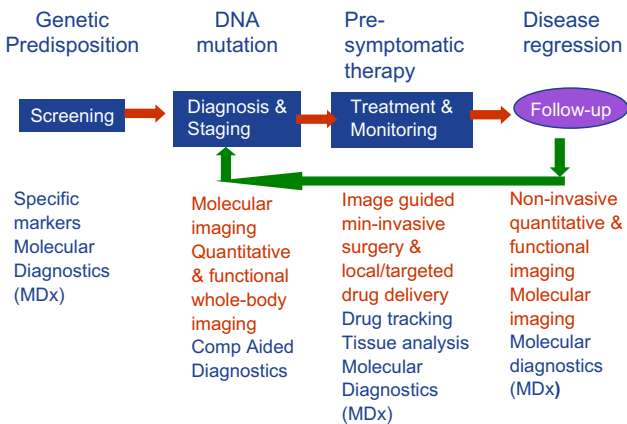 Genetic
Predisposition
DNA
mutation
Pre-
symptomatic
therapy
Disease
regression
Screening
Diagnosis &
Staging
Treatment &
Monitoring
Follow-up
Specific
markers
Molecular
Diagnostics
(MDx)
Molecular
imaging
Quantitative
& functional
whole-body
imaging
Comp Aided
Diagnostics
Image guided
min-invasive
surgery &
local/targeted
drug delivery
Drug tracking
Tissue analysis
Molecular
Diagnostics
(MDx)
Non-invasive
quantitative &
functional
imaging
Molecular
imaging
Molecular
diagnostics
(MDx)